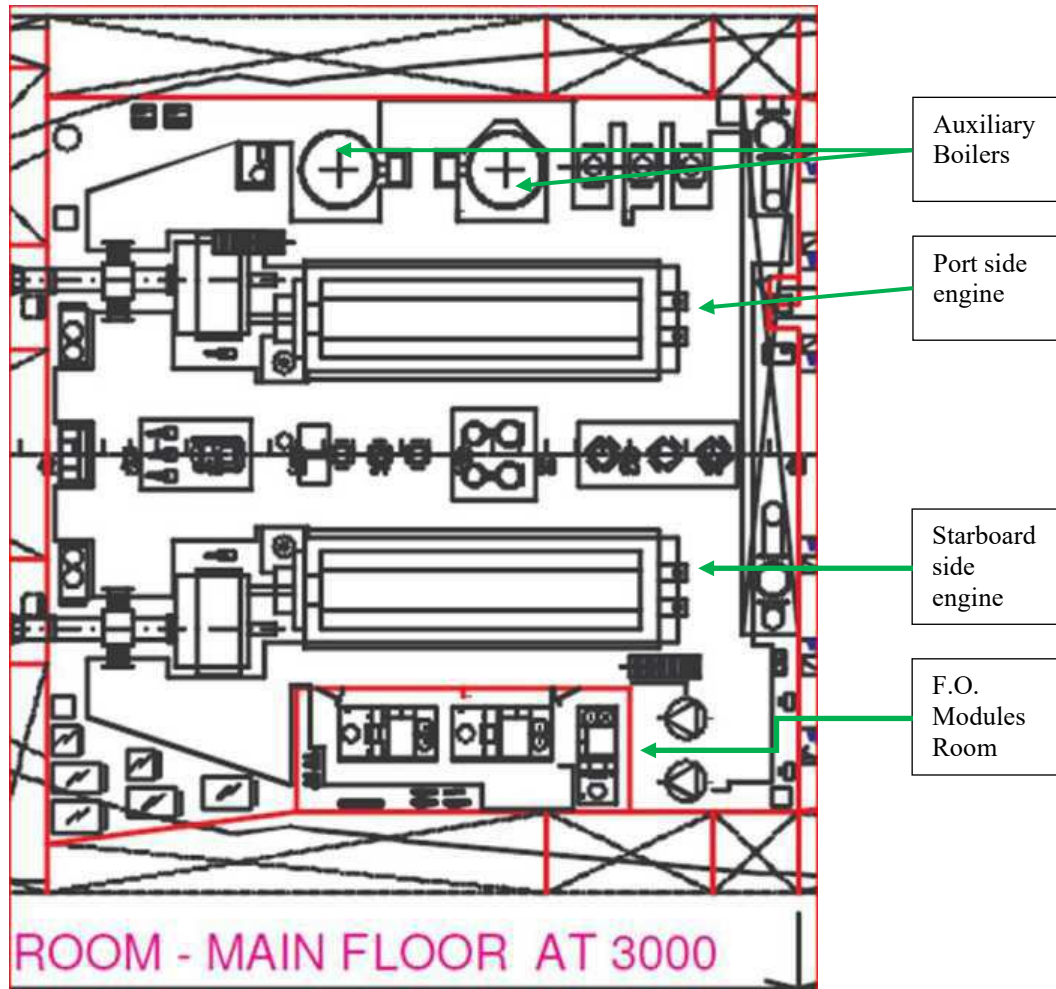 Auxiliary
Boilers
Port side
engine
Starboard
side
engine
F.O.
Modules
Room
ROOM - MAIN FLOOR AT 3000